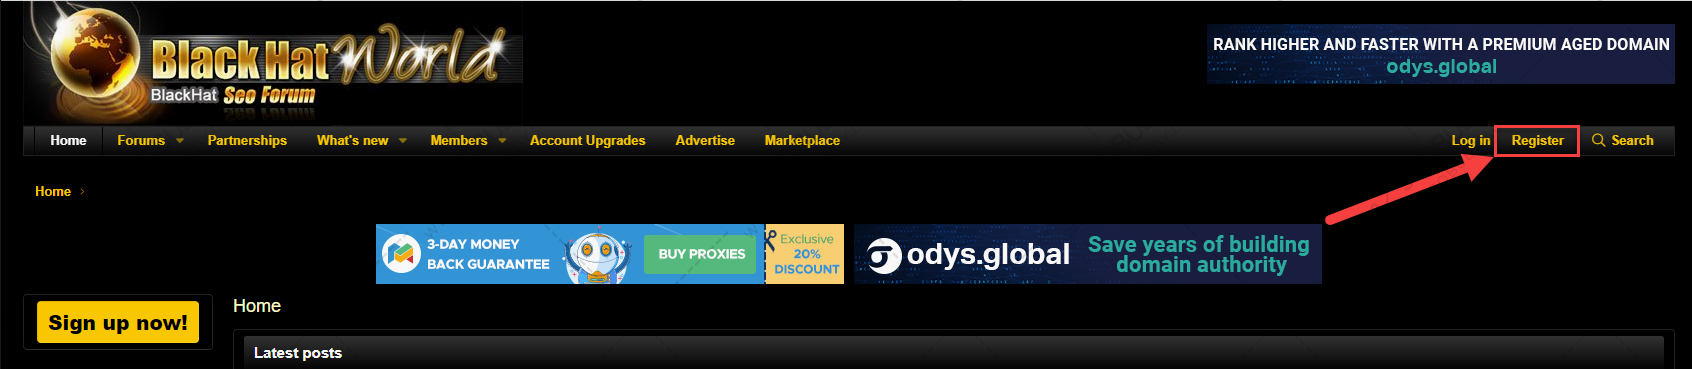 BlackHatWorld
BlackHat Seo Forum
RANK HIGHER AND FASTER WITH A PREMIUM AGED DOMAIN
odys.global
Home Forums Partnerships What's new Members Account Upgrades Advertise Marketplace Log in Register Search
Home
3-DAY MONEY
BACK GUARANTEE
BUY PROXIES
Exclusive
20%
DISCOUNT
odys.global
Save years of building
domain authority
Sign up now!
Home
Latest posts